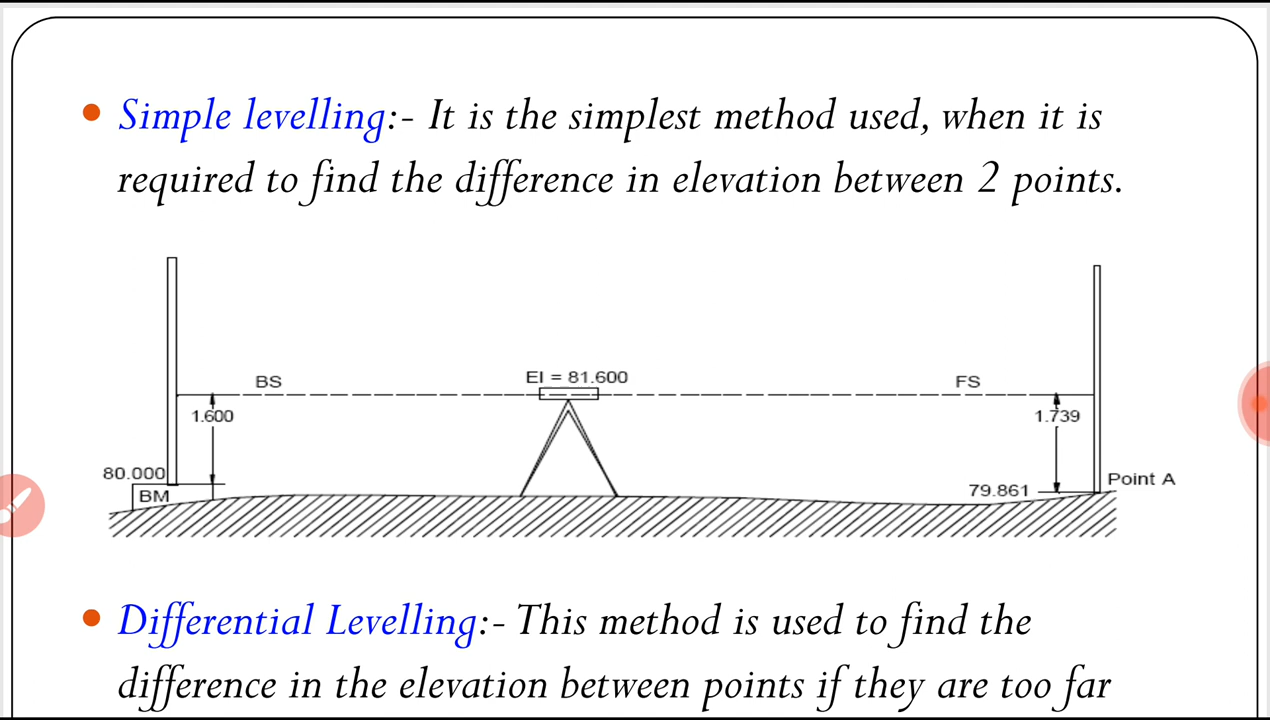 • Simple levelling:- It is the simplest method used, when it is
required to find the difference in elevation between 2 points.
BS
EI = 81.600
FS
1.600
1.739
80.000
BM
79.861
Point A
• Differential Levelling:- This method is used to find the
difference in the elevation between points if they are too far